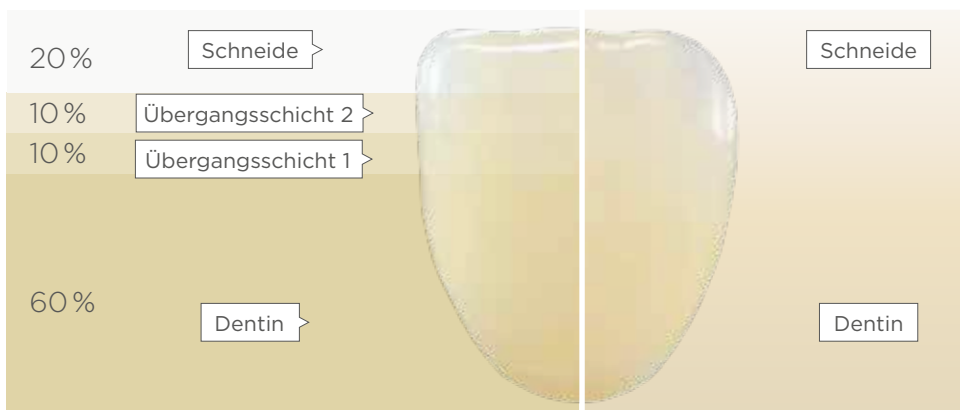 20 %
Schneide
Schneide
10 %
Übergangsschicht 2
10 %
Übergangsschicht 1
60 %
Dentin
Dentin